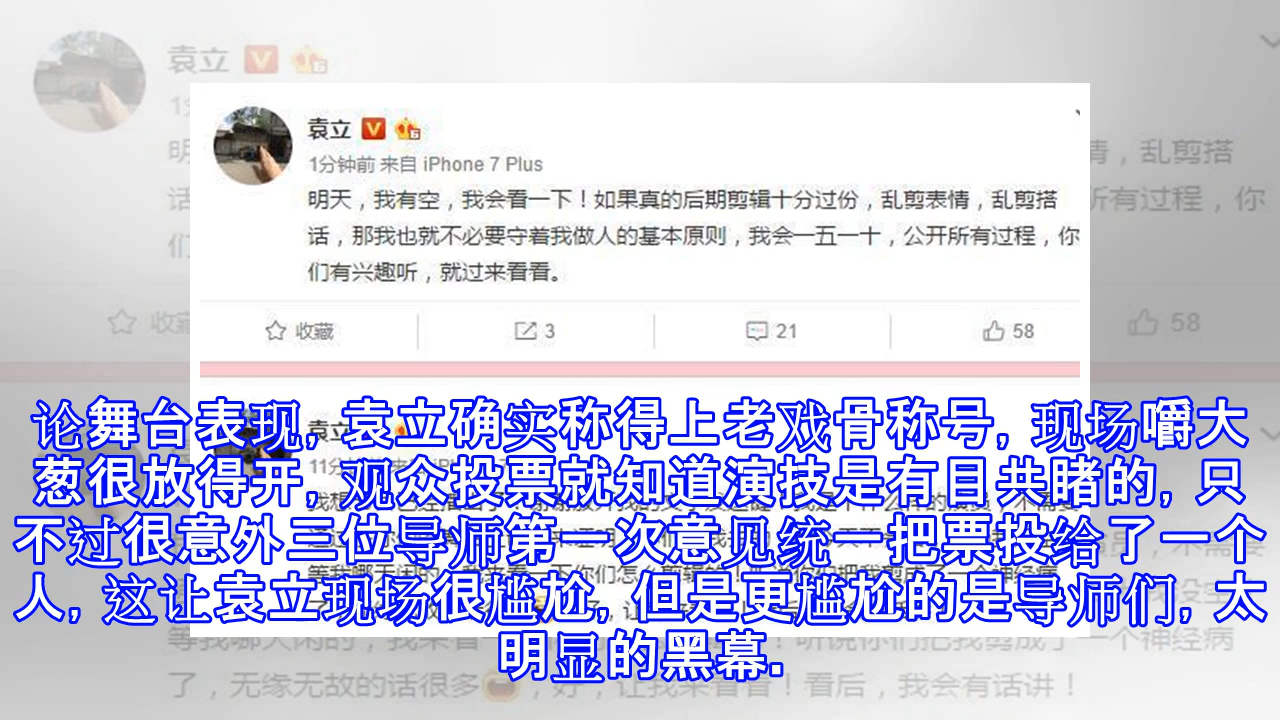 袁立
1分钟前 来自 iPhone 7 Plus
明天，我有空，我会看一下！如果真的后期剪辑十分过份，乱剪表情，乱剪搭
话，那我也就不必要守着我做人的基本原则，我会一五一十，公开所有过程，你
们有兴趣听，就过来看看。
收藏
3
21
58
论舞台表现, 袁立确实称得上老戏骨称号, 现场嚼大
葱很放得开, 观众投票就知道演技是有目共睹的, 只
不过很意外三位导师第一次意见统一把票投给了一个
人, 这让袁立现场很尴尬, 但是更尴尬的是导师们, 太
明显的黑幕.
了，无缘无故的话很多，好，让我来看看！看后，我会有话讲！